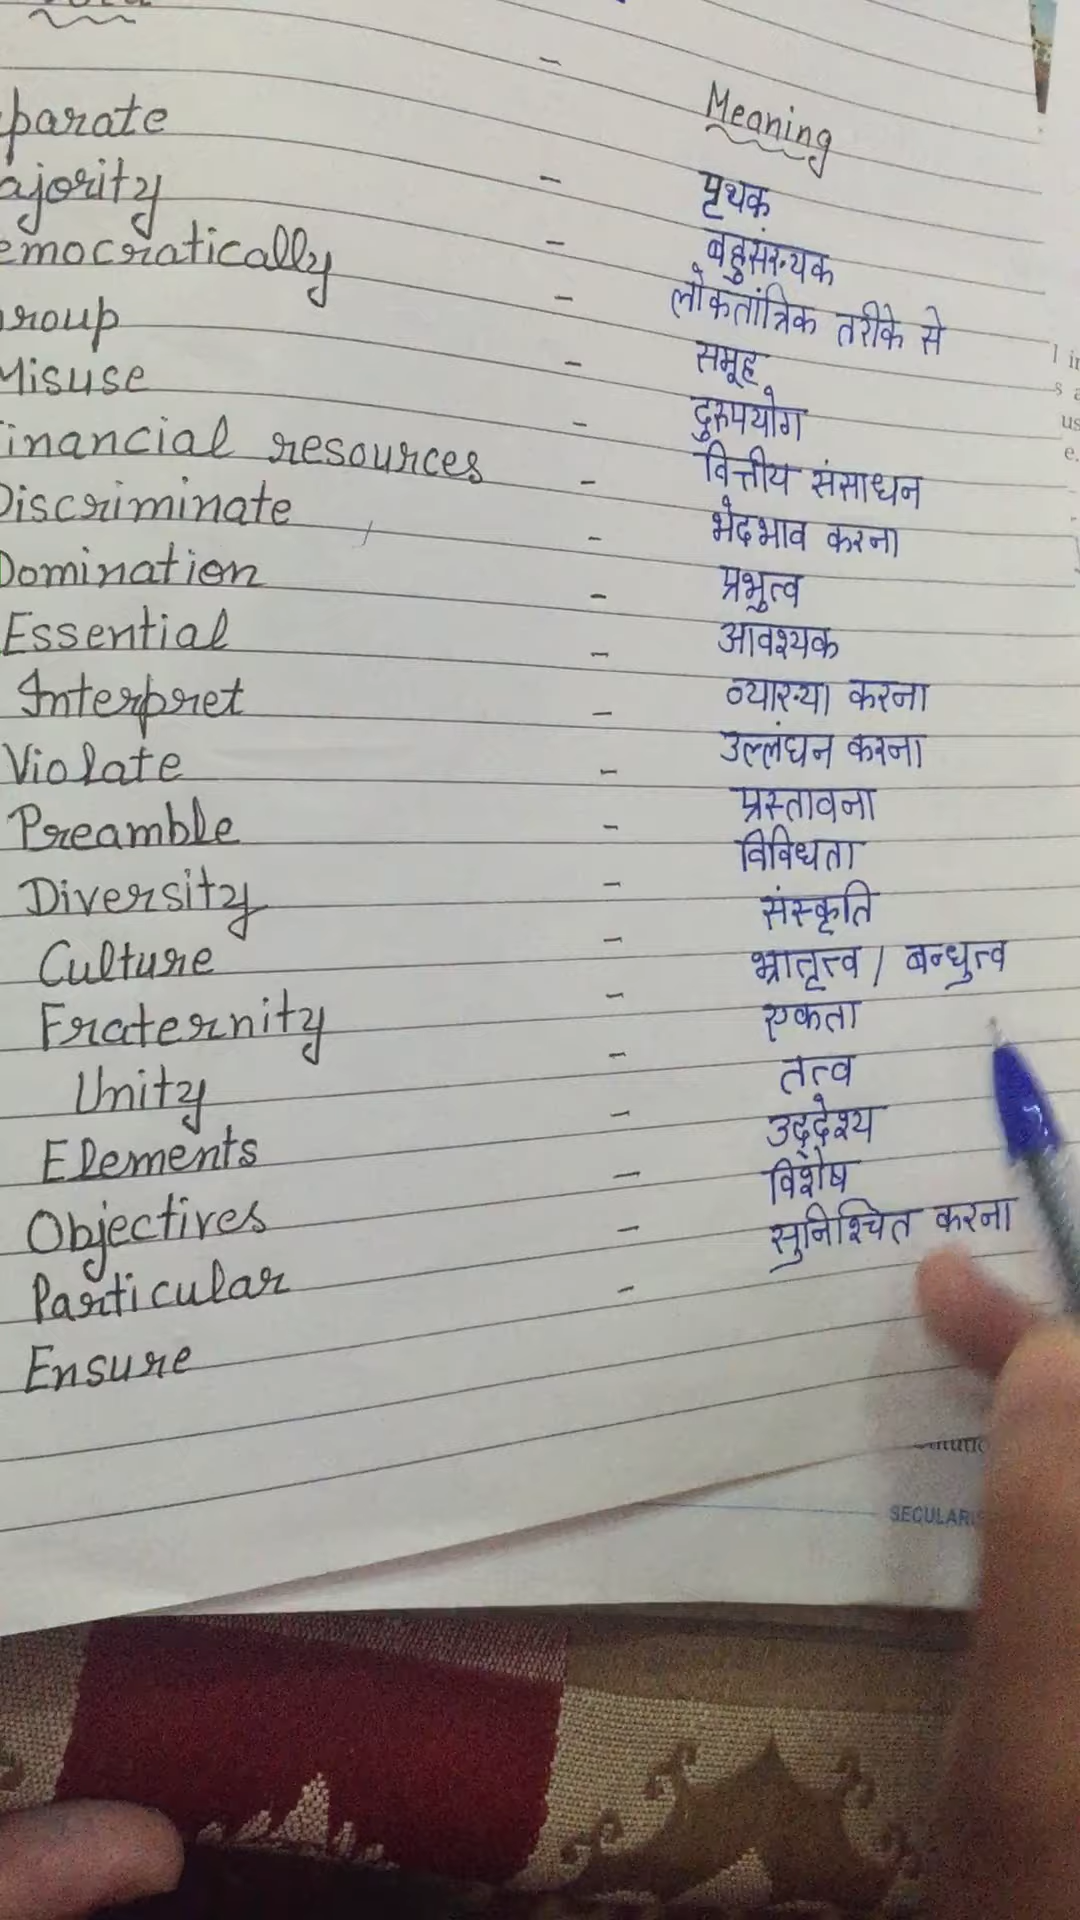 Meaning
parate - पृथक
ajority - बहुसंख्यक
emocratically - लोकतांत्रिक तरीके से
roup - समूह
Misuse - दुरुपयोग
inancial resources - वित्तीय संसाधन
Discriminate - भेदभाव करना
Domination - प्रभुत्व
Essential - आवश्यक
Interpret - व्याख्या करना
Violate - उल्लंघन करना
Preamble - प्रस्तावना
Diversity - विविधता
Culture - संस्कृति
Fraternity - भ्रातृत्व / बन्धुत्व
Unity - एकता
Elements - तत्व
Objectives - उद्देश्य
Particular - विशेष
Ensure - सुनिश्चित करना
SECULARI